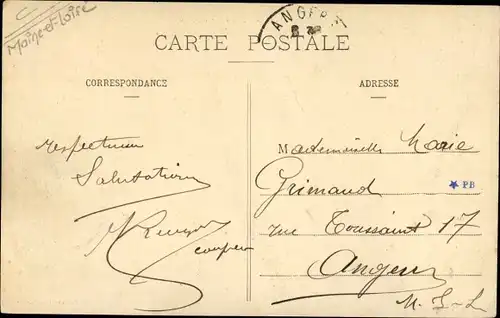 Maine-et-Loire
ANGERS
CARTE POSTALE
CORRESPONDANCE
ADRESSE
respectueuses
Salutations
Mademoiselle Marie
Grimaud
PB
rue Toussaint 17
Angers
M.-&-L.